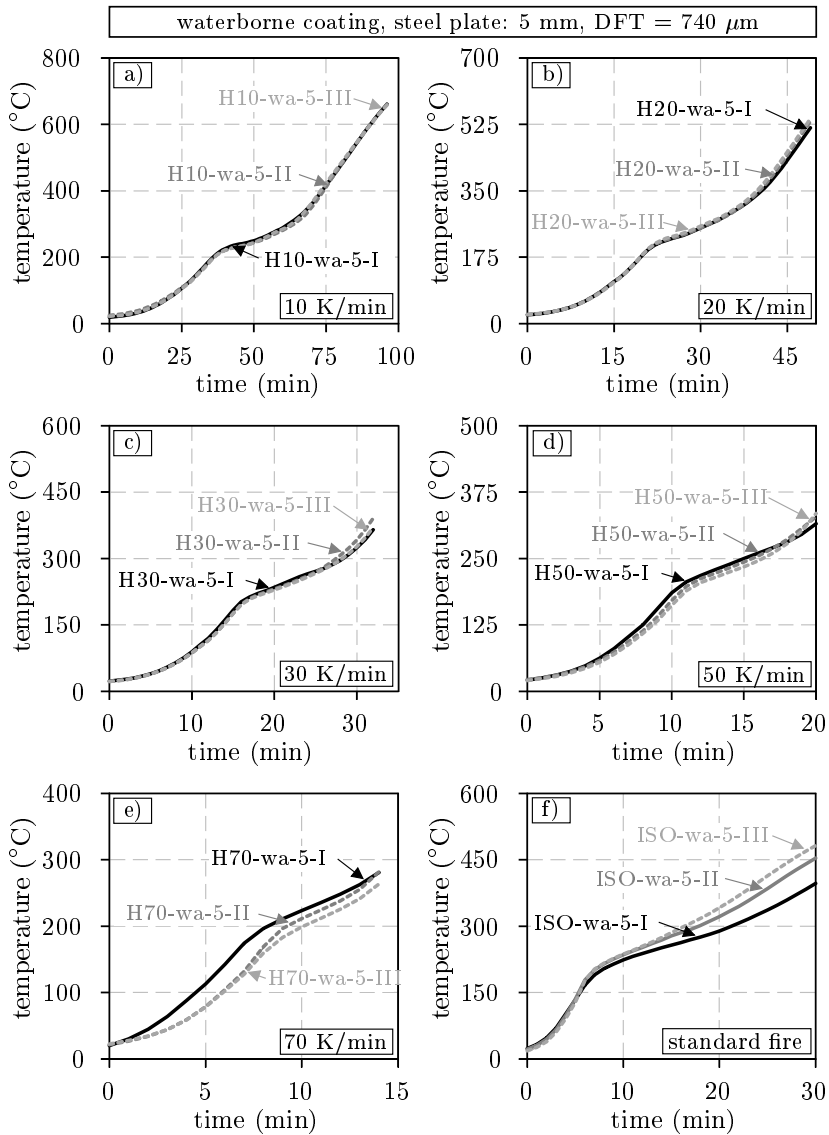 waterborne coating, steel plate: 5 mm, DFT = 740 μm
a)
temperature (°C)
800
600
400
200
0
H10-wa-5-III
H10-wa-5-II
H10-wa-5-I
10 K/min
0 25 50 75 100
time (min)
b)
temperature (°C)
700
525
350
175
0
H20-wa-5-I
H20-wa-5-II
H20-wa-5-III
20 K/min
0 15 30 45
time (min)
c)
temperature (°C)
600
450
300
150
0
H30-wa-5-III
H30-wa-5-II
H30-wa-5-I
30 K/min
0 10 20 30
time (min)
d)
temperature (°C)
500
375
250
125
0
H50-wa-5-III
H50-wa-5-II
H50-wa-5-I
50 K/min
0 5 10 15 20
time (min)
e)
temperature (°C)
400
300
200
100
0
H70-wa-5-I
H70-wa-5-II
H70-wa-5-III
70 K/min
0 5 10 15
time (min)
f)
temperature (°C)
600
450
300
150
0
ISO-wa-5-III
ISO-wa-5-II
ISO-wa-5-I
standard fire
0 10 20 30
time (min)